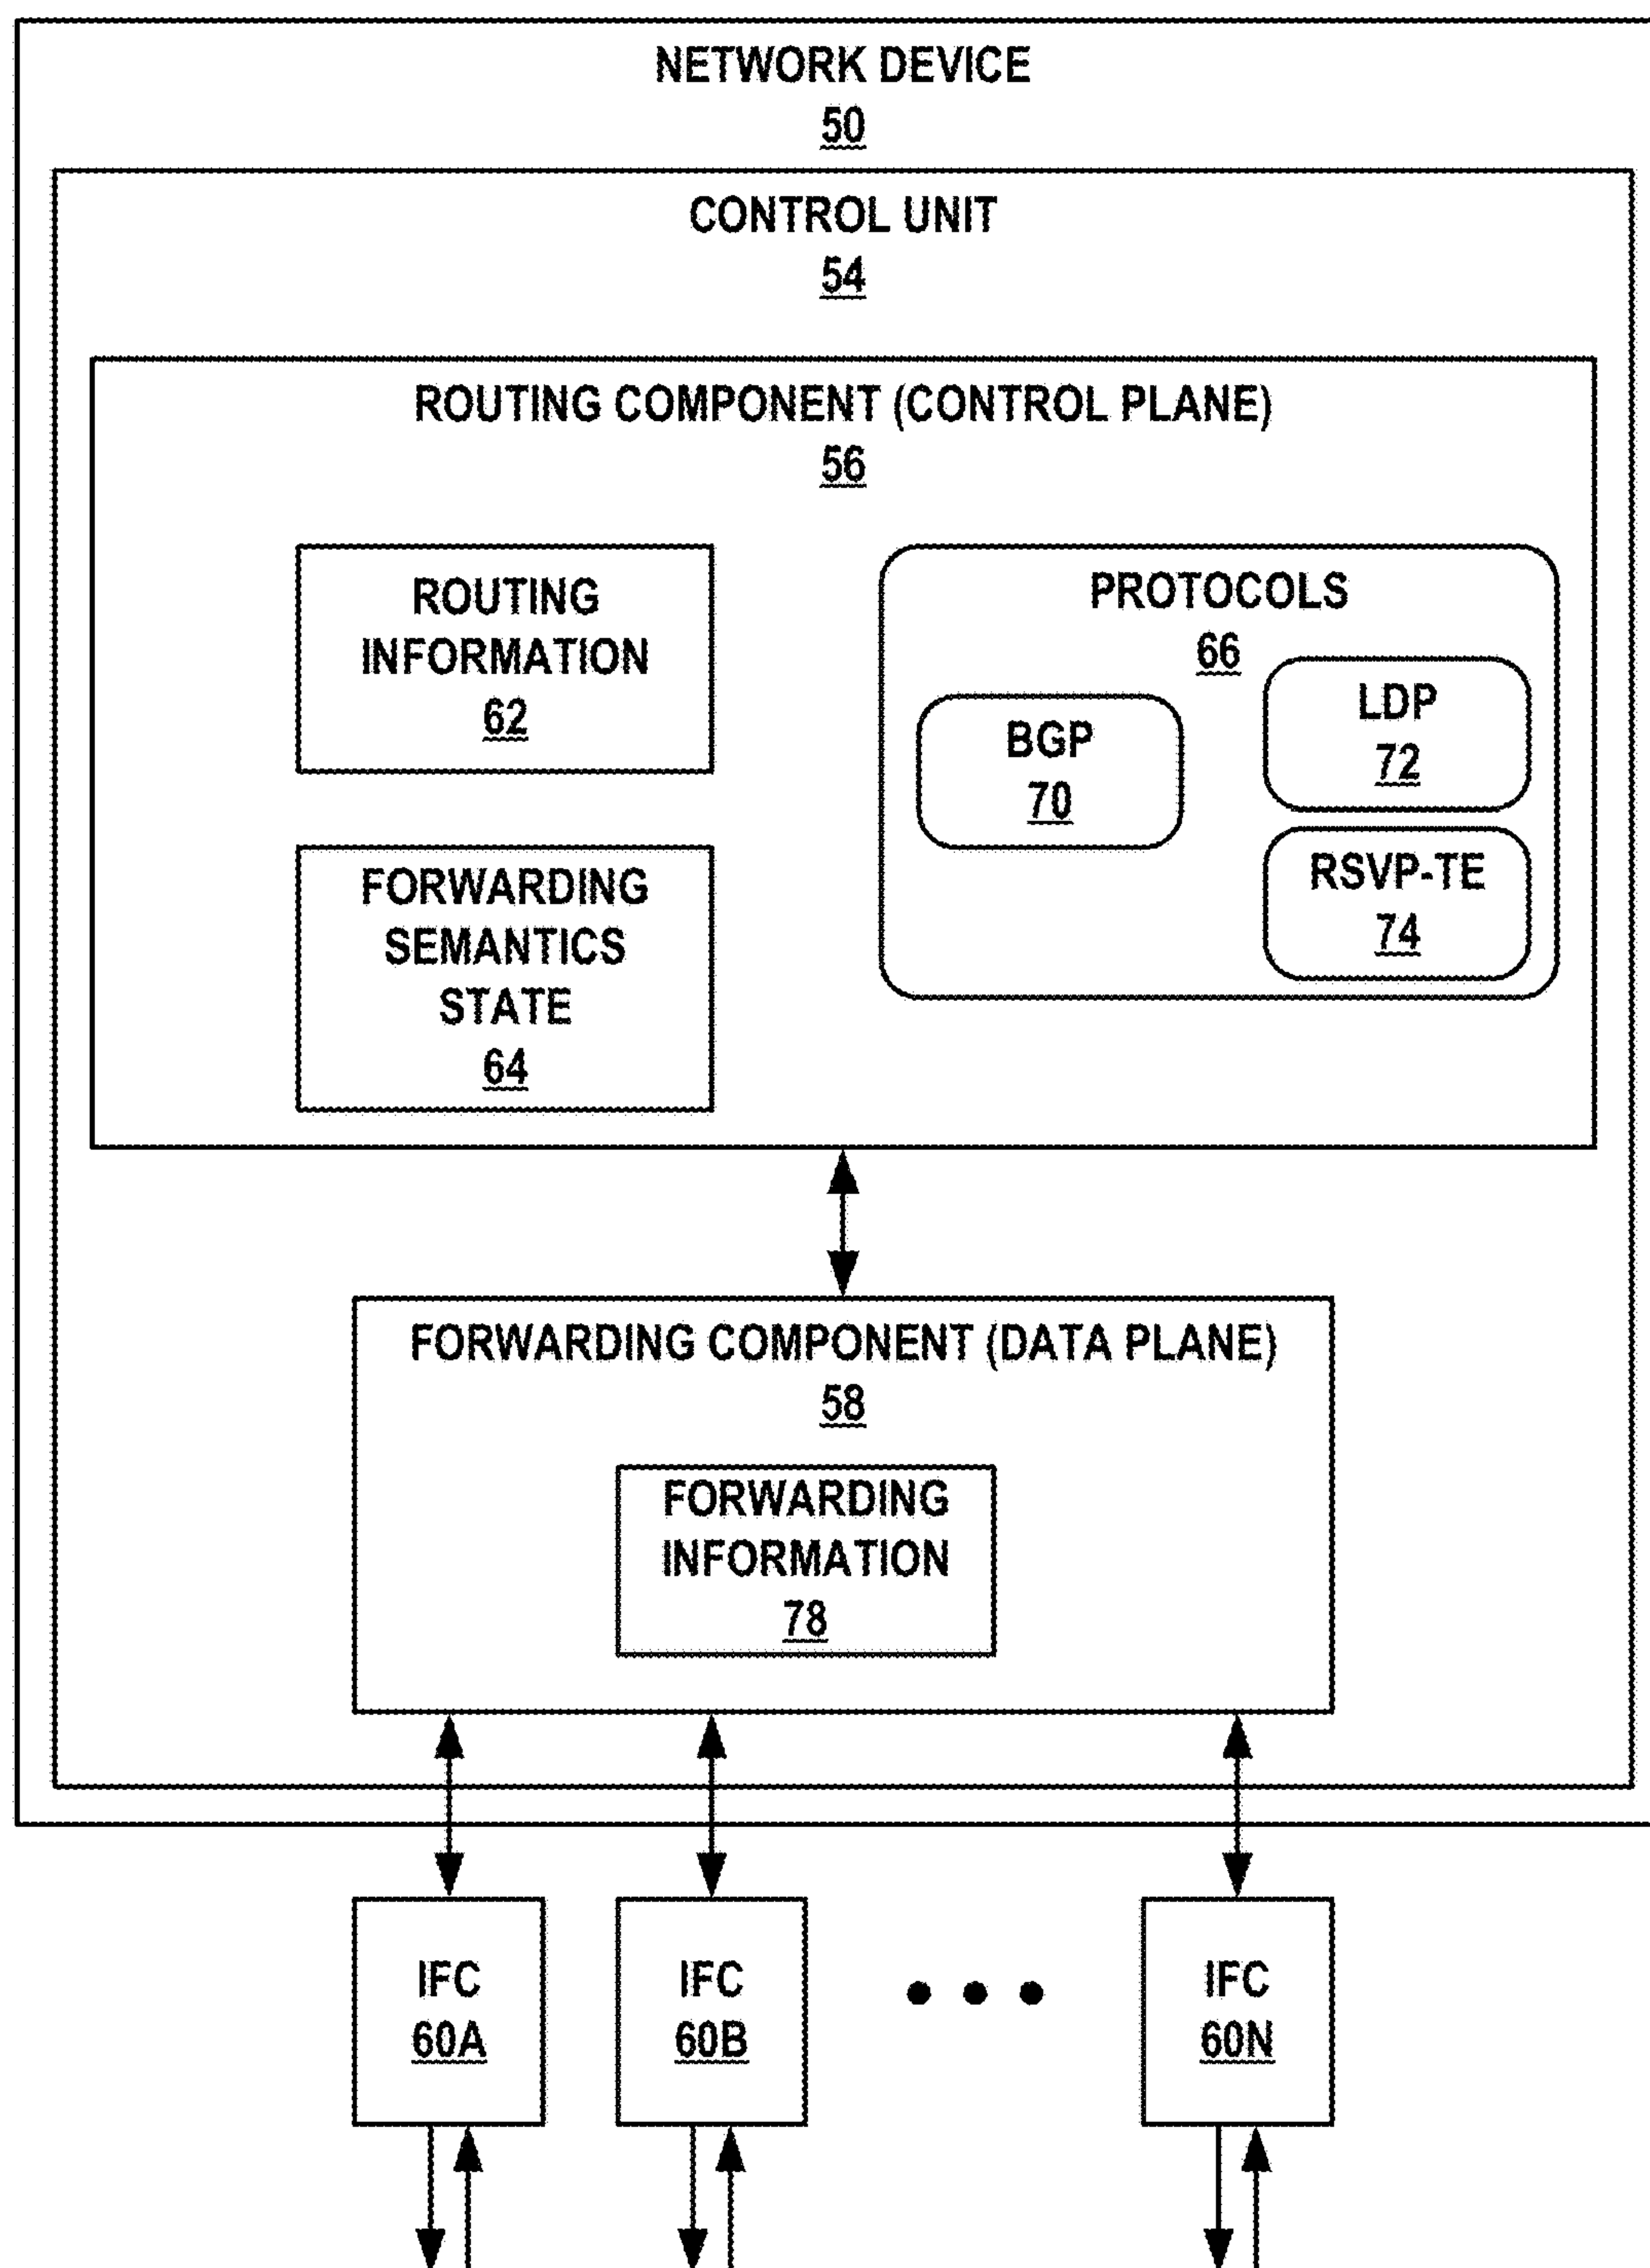 NETWORK DEVICE
50
CONTROL UNIT
54
ROUTING COMPONENT (CONTROL PLANE)
56
ROUTING
INFORMATION
62
FORWARDING
SEMANTICS
STATE
64
PROTOCOLS
66
BGP
70
LDP
72
RSVP-TE
74
FORWARDING COMPONENT (DATA PLANE)
58
FORWARDING
INFORMATION
78
IFC
60A
IFC
60B
IFC
60N